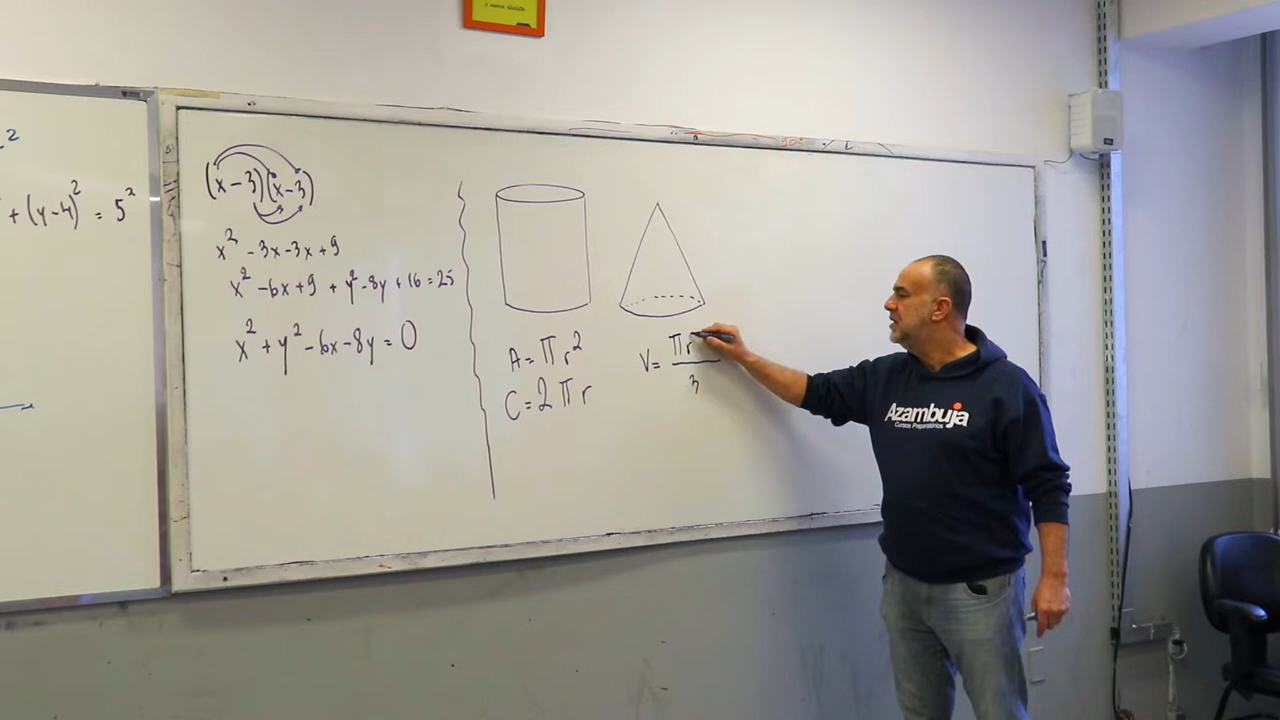 ² 
+ (y-4)² = 5²
(x-3)(x-3)
x² -3x-3x+9
x² -6x+9 + y²-8y+16=25
x²+y²-6x-8y=0
A=πr²
C=2πr
V= πr
3
Azambuja
Cursos Preparatórios